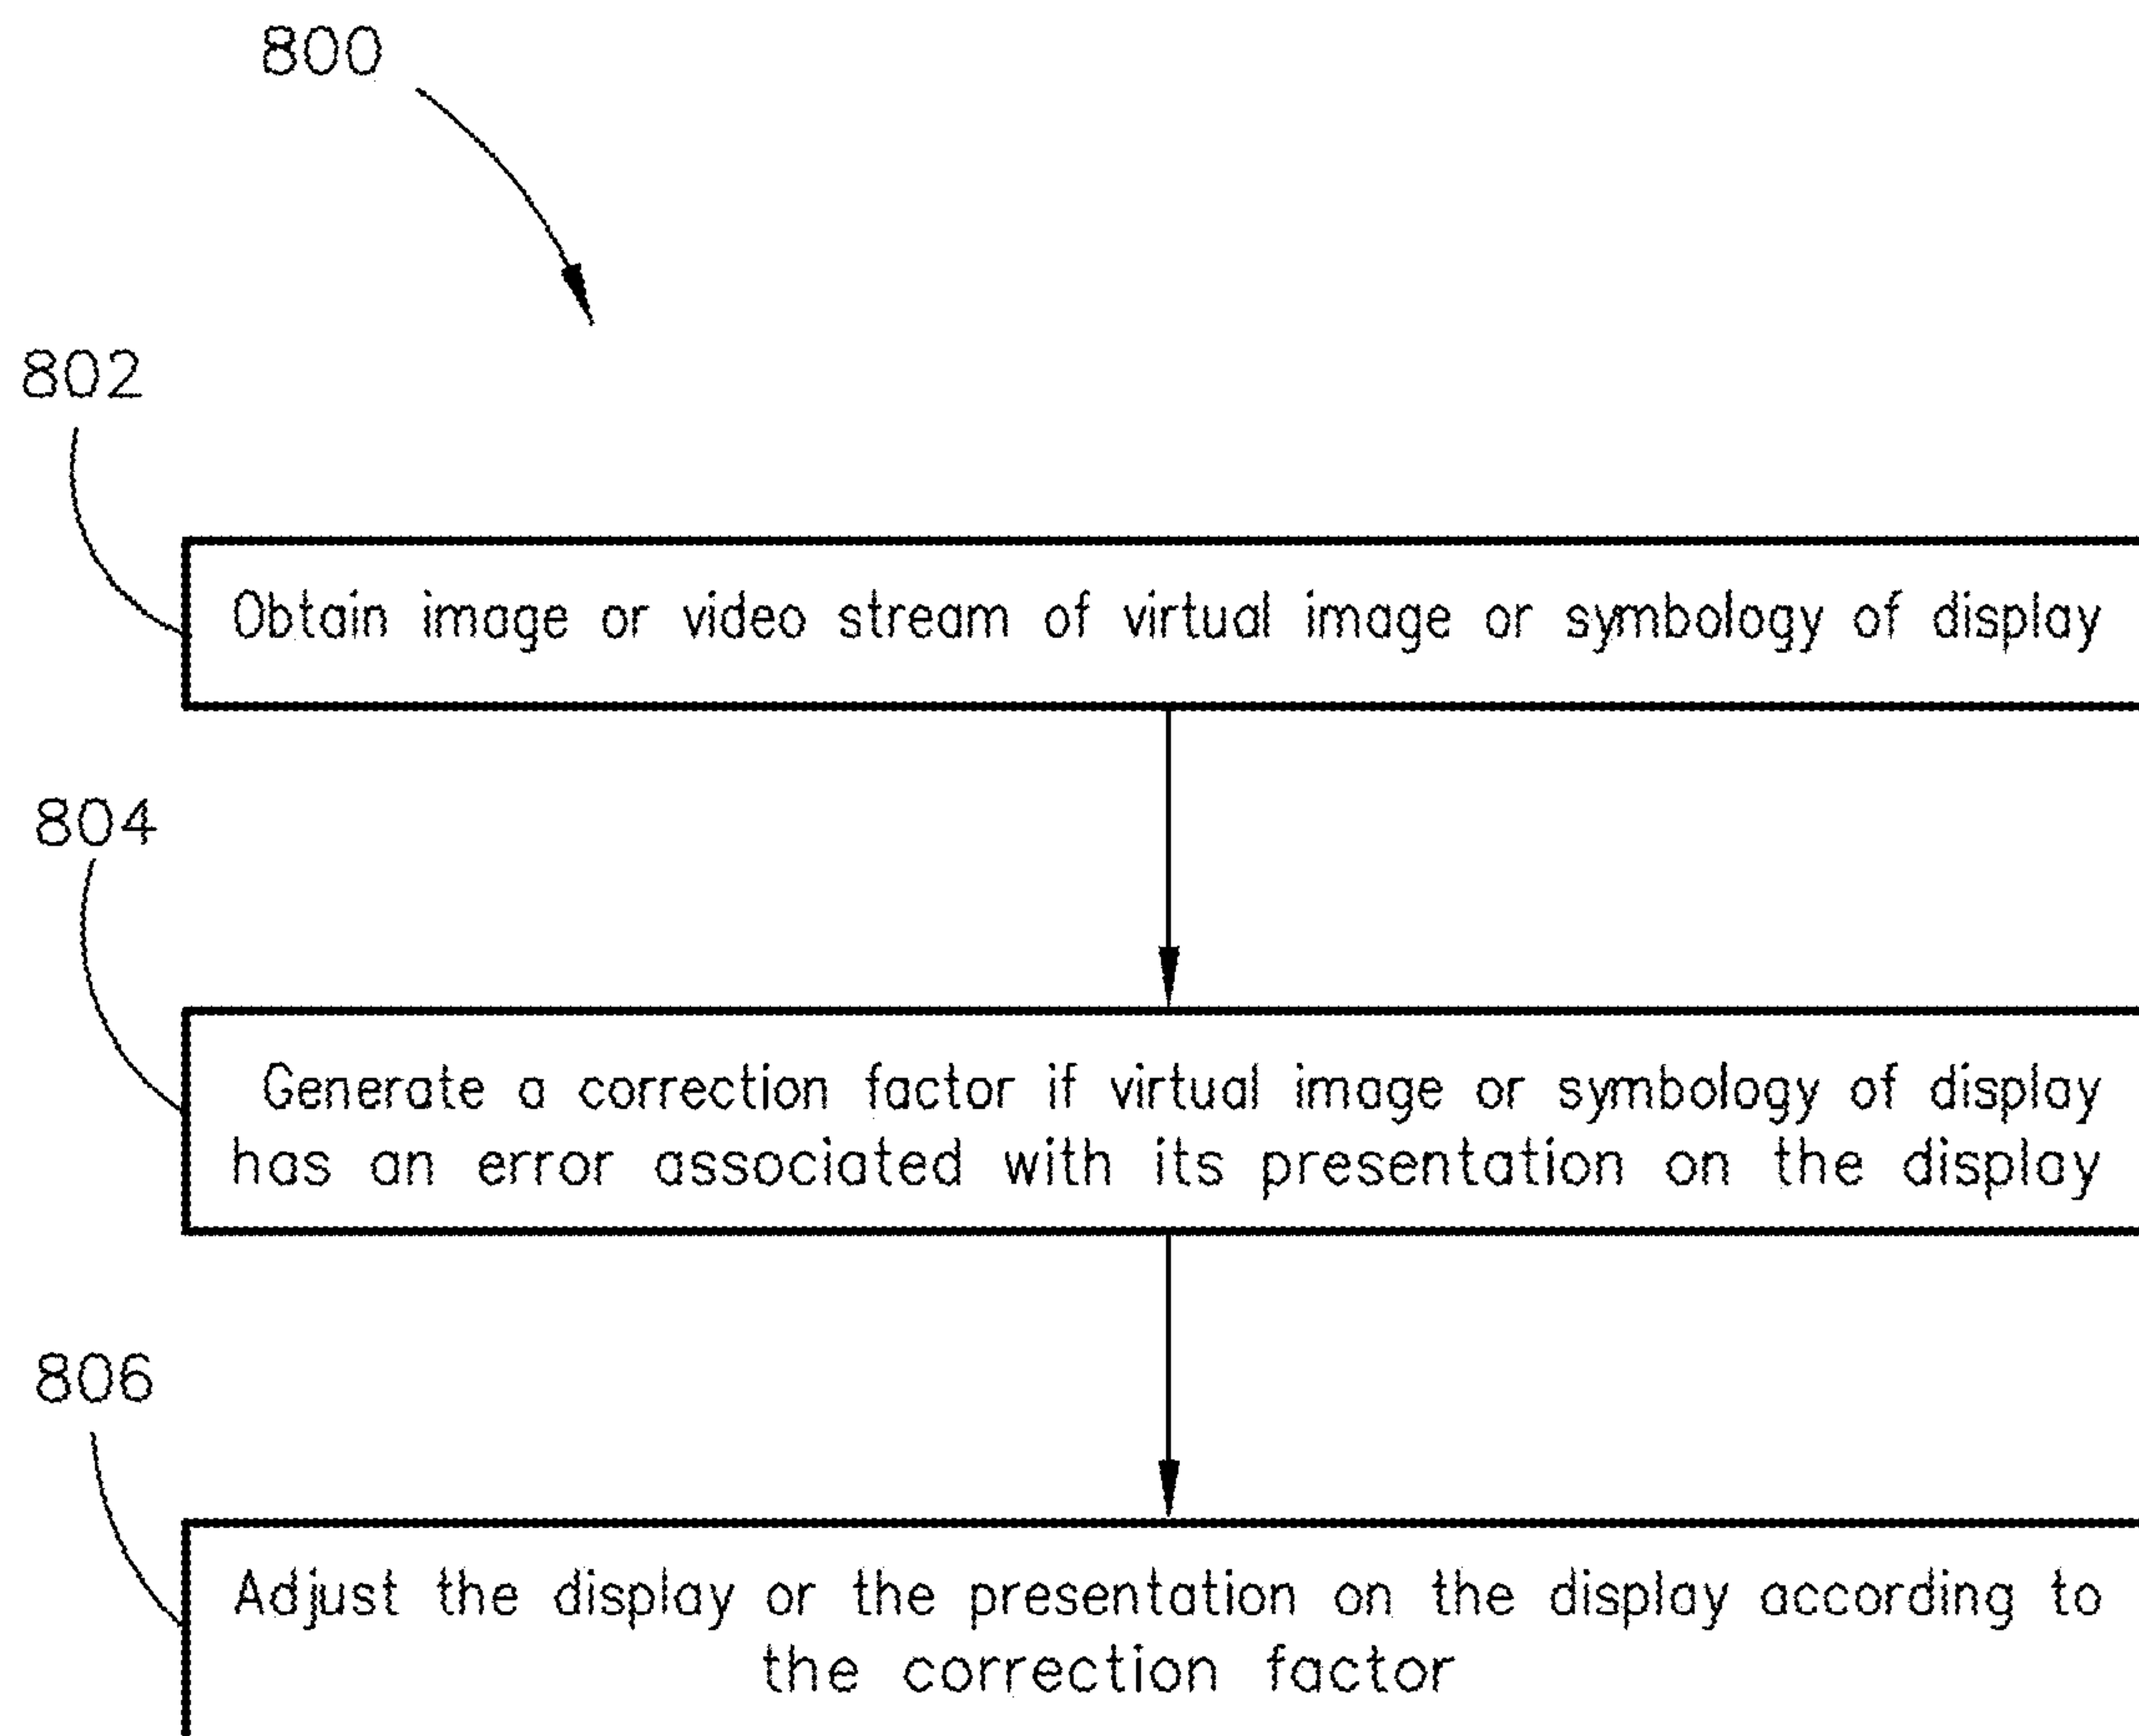 800
802
Obtain image or video stream of virtual image or symbology of display
804
Generate a correction factor if virtual image or symbology of display
has an error associated with its presentation on the display
806
Adjust the display or the presentation on the display according to
the correction factor